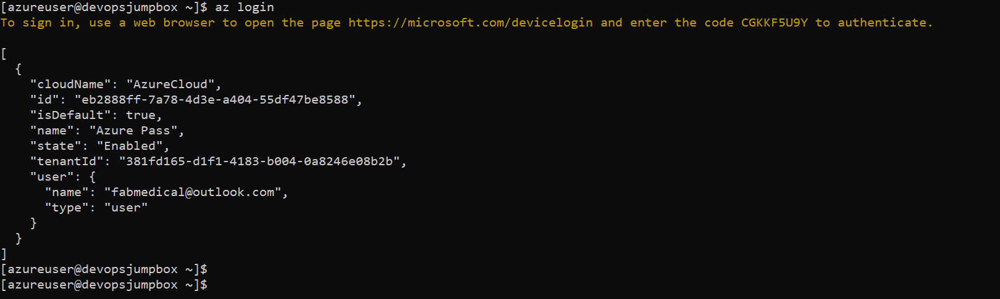 [azureuser@devopsjumpbox ~]$ az login
To sign in, use a web browser to open the page https://microsoft.com/devicelogin and enter the code CGKKF5U9Y to authenticate.
[
  {
    "cloudName": "AzureCloud",
    "id": "eb2888ff-7a78-4d3e-a404-55df47be8588",
    "isDefault": true,
    "name": "Azure Pass",
    "state": "Enabled",
    "tenantId": "381fd165-d1f1-4183-b004-0a8246e08b2b",
    "user": {
      "name": "fabmedical@outlook.com",
      "type": "user"
    }
  }
]
[azureuser@devopsjumpbox ~]$
[azureuser@devopsjumpbox ~]$